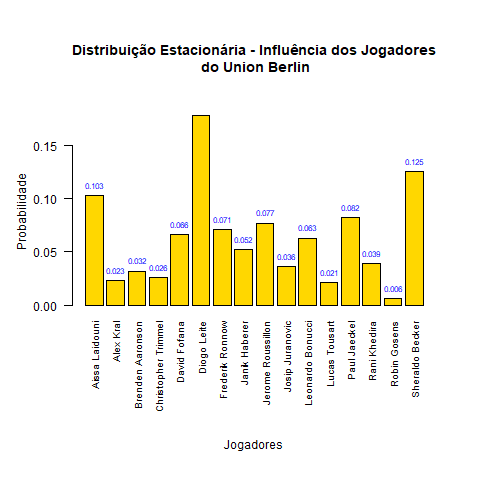 Distribuição Estacionária - Influência dos Jogadores
do Union Berlin
Probabilidade
0.15
0.10
0.05
0.00
0.103
0.023
0.032
0.026
0.066
0.071
0.052
0.077
0.036
0.063
0.021
0.082
0.039
0.006
0.125
Aissa Laidouni
Alex Kral
Brenden Aaronson
Christopher Trimmel
David Fofana
Diogo Leite
Frederik Ronnow
Janik Haberer
Jerome Roussillon
Josip Juranovic
Leonardo Bonucci
Lucas Tousart
Paul Jaeckel
Rani Khedira
Robin Gosens
Sheraldo Becker
Jogadores